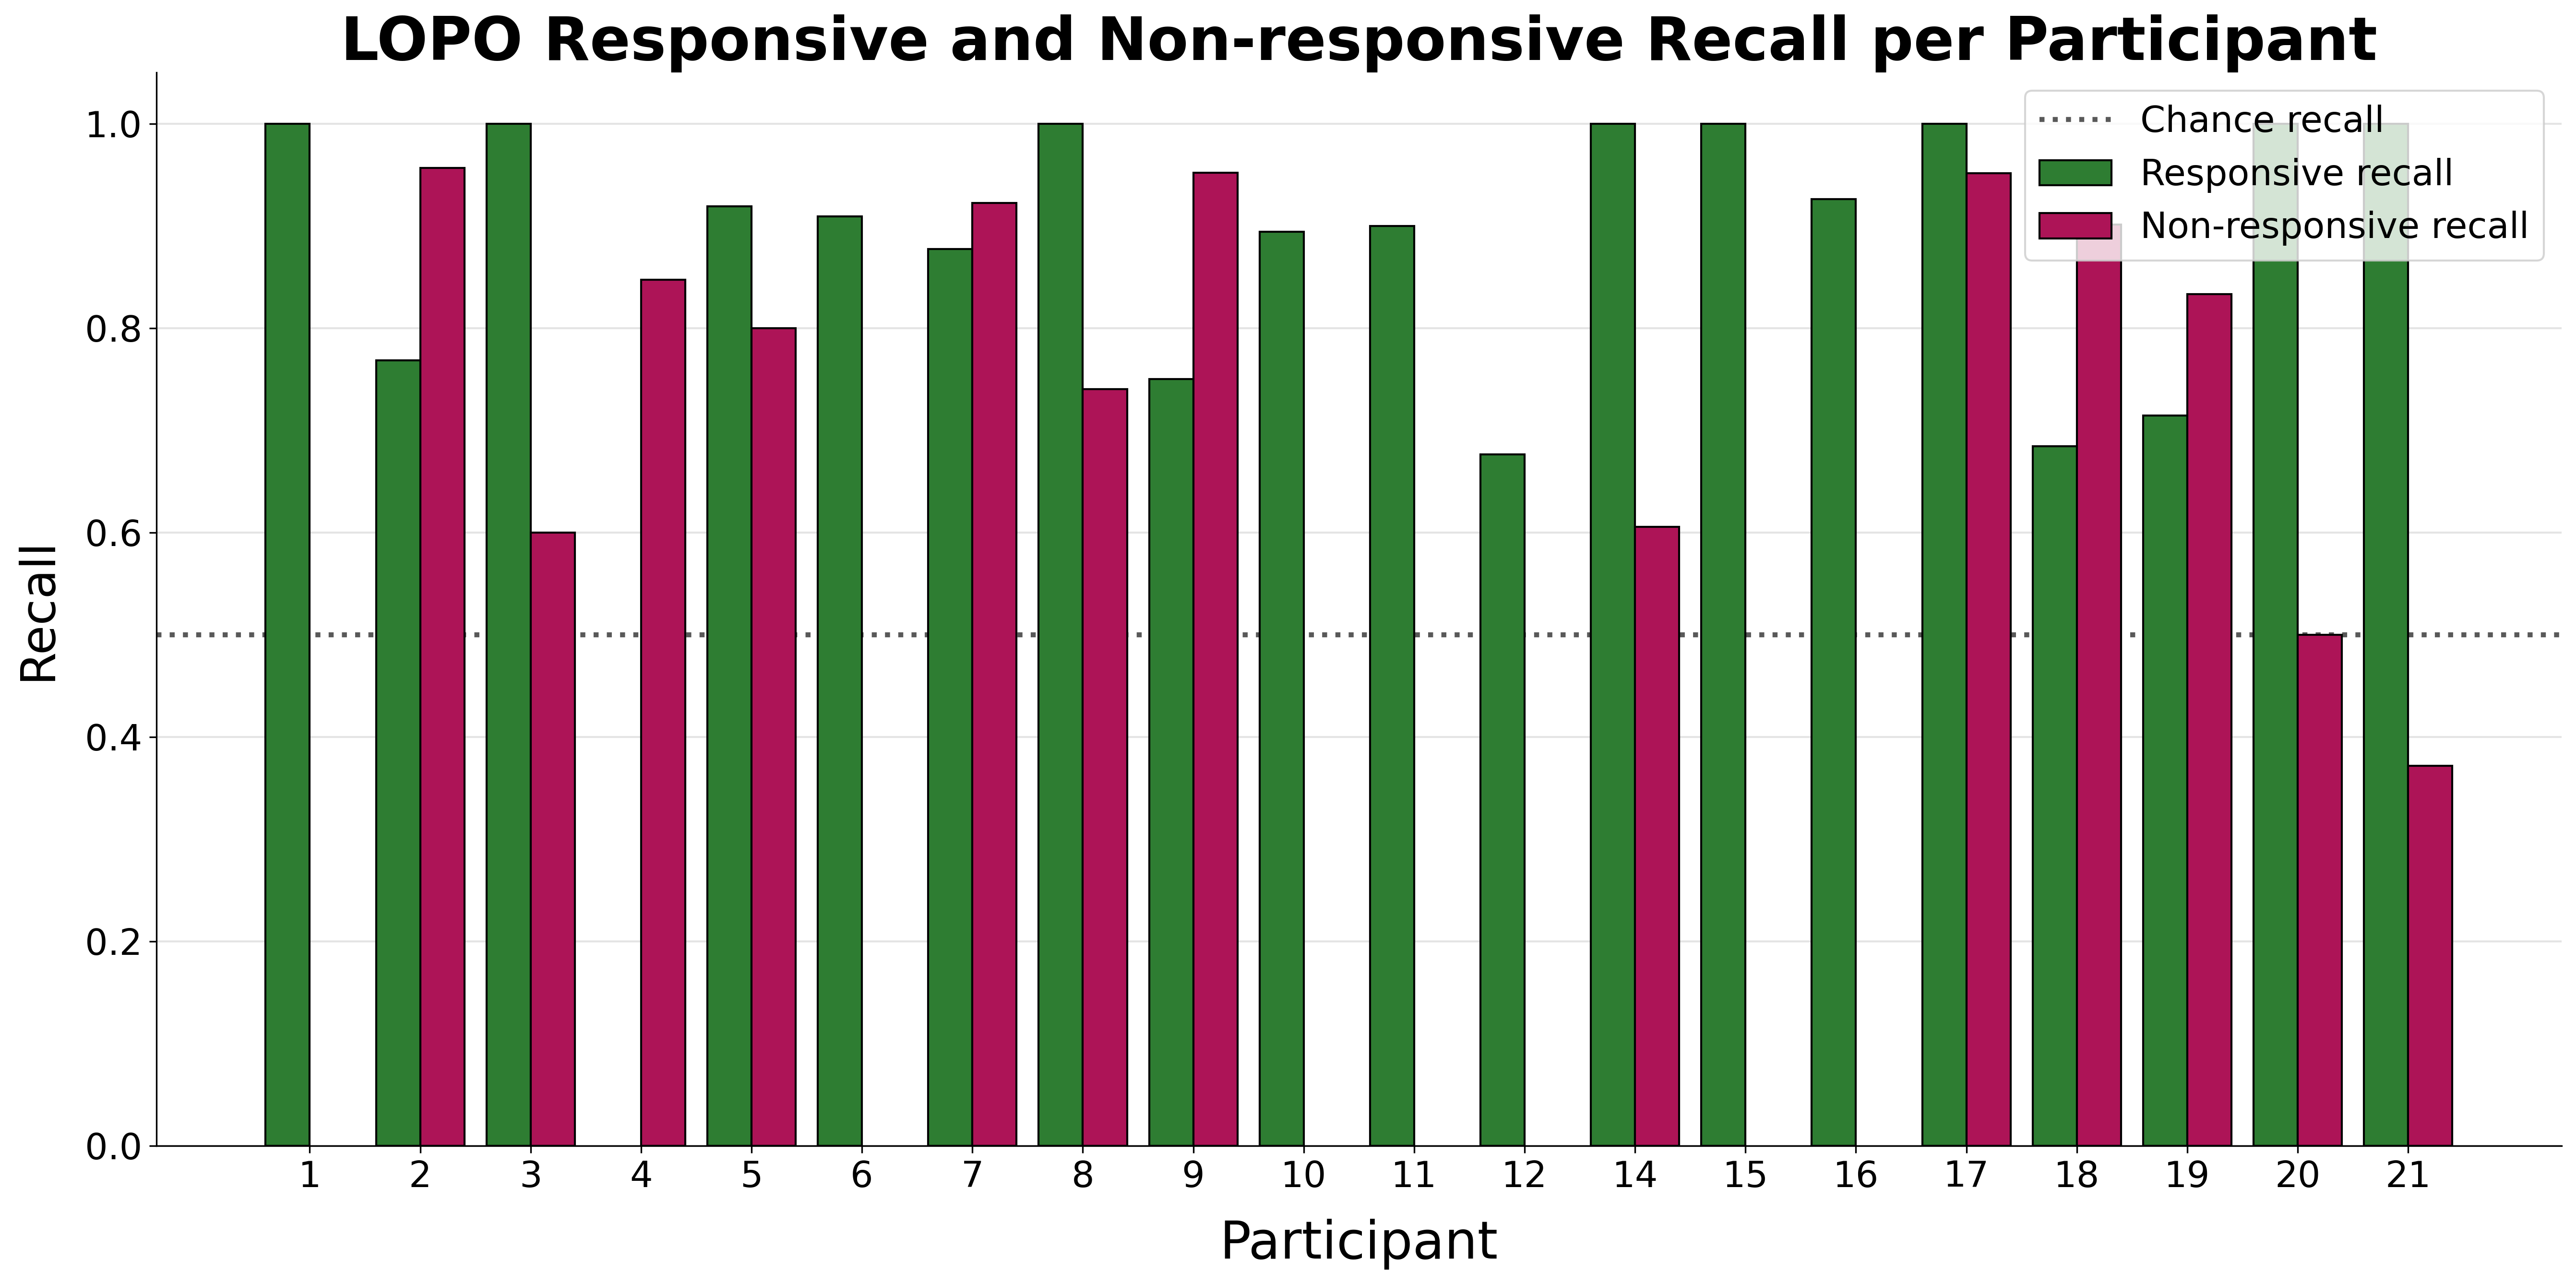 LOPO Responsive and Non-responsive Recall per Participant
Chance recall
Responsive recall
Non-responsive recall
1.0
0.8
0.6
0.4
0.2
0.0
Recall
1 2 3 4 5 6 7 8 9 10 11 12 14 15 16 17 18 19 20 21
Participant